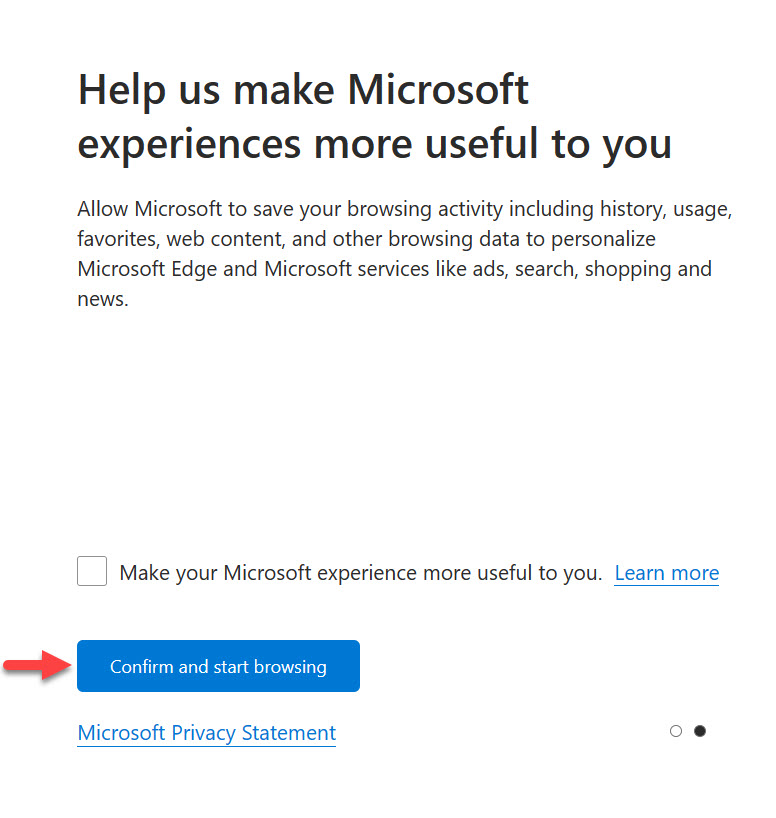 Help us make Microsoft
experiences more useful to you
Allow Microsoft to save your browsing activity including history, usage,
favorites, web content, and other browsing data to personalize
Microsoft Edge and Microsoft services like ads, search, shopping and
news.
Make your Microsoft experience more useful to you. Learn more
Confirm and start browsing
Microsoft Privacy Statement